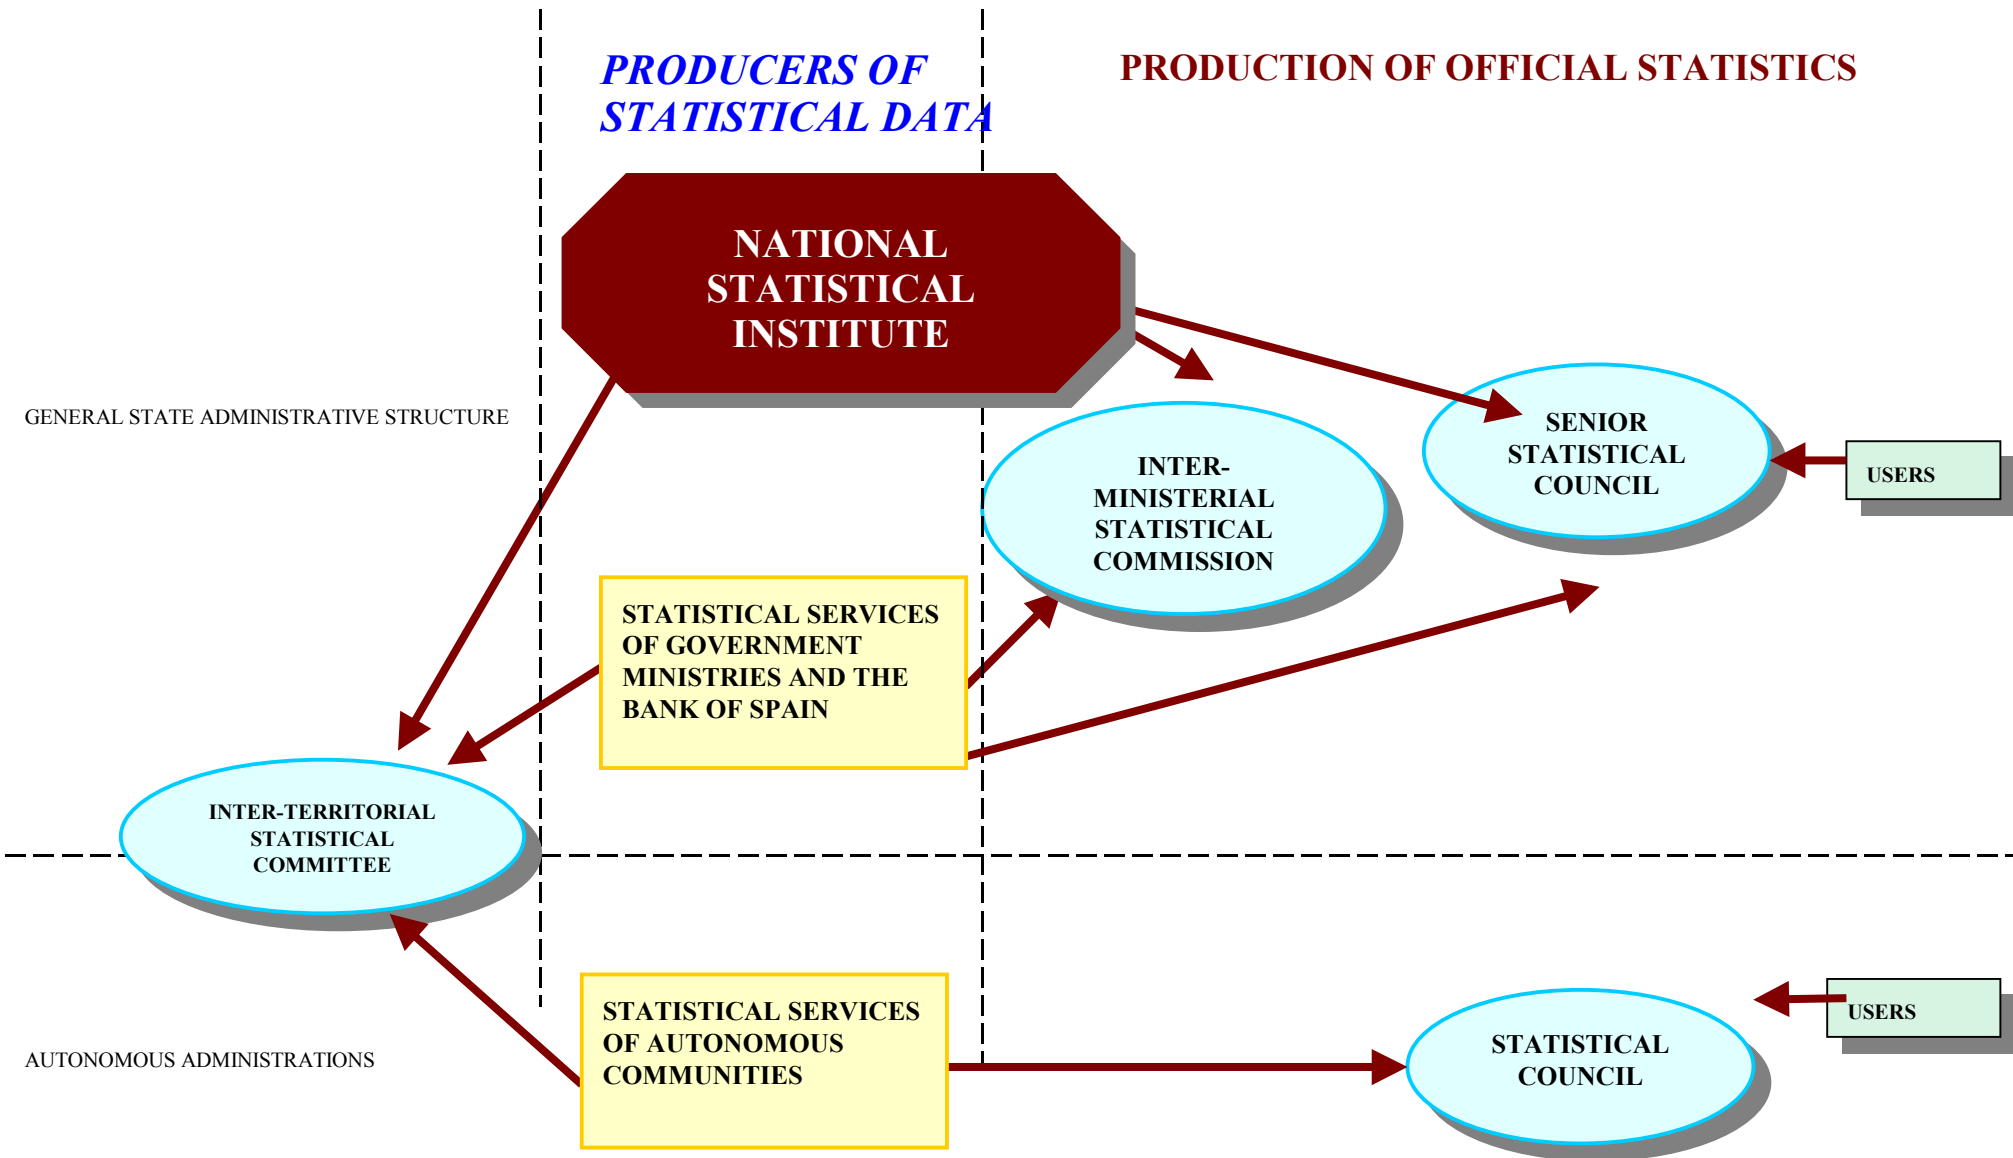 PRODUCERS OF
STATISTICAL DATA
PRODUCTION OF OFFICIAL STATISTICS
NATIONAL
STATISTICAL
INSTITUTE
GENERAL STATE ADMINISTRATIVE STRUCTURE
SENIOR
STATISTICAL
COUNCIL
USERS
INTER-
MINISTERIAL
STATISTICAL
COMMISSION
STATISTICAL SERVICES
OF GOVERNMENT
MINISTRIES AND THE
BANK OF SPAIN
INTER-TERRITORIAL
STATISTICAL
COMMITTEE
STATISTICAL SERVICES
OF AUTONOMOUS
COMMUNITIES
USERS
STATISTICAL
COUNCIL
AUTONOMOUS ADMINISTRATIONS